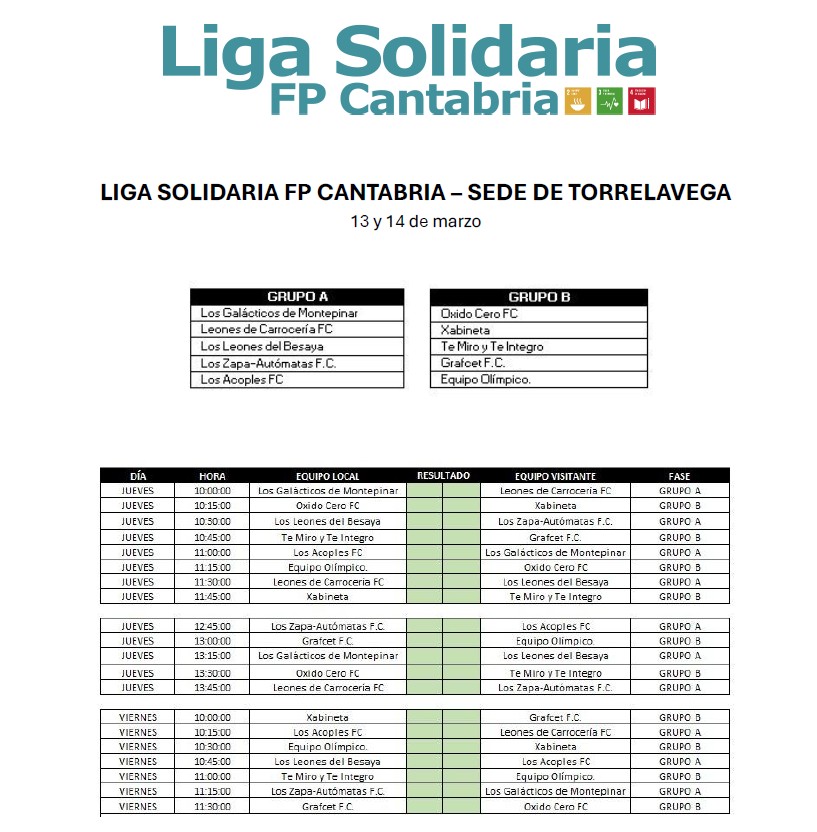 Liga Solidaria
FP Cantabria
LIGA SOLIDARIA FP CANTABRIA – SEDE DE TORRELAVEGA
13 y 14 de marzo
GRUPO A
Los Galácticos de Montepinar
Leones de Carrocería FC
Los Leones del Besaya
Los Zapa-Autómatas F.C.
Los Acoples FC
GRUPO B
Oxido Cero FC
Xabineta
Te Miro y Te Integro
Grafcet F.C.
Equipo Olímpico.
DÍA HORA EQUIPO LOCAL RESULTADO EQUIPO VISITANTE FASE
JUEVES 10:00:00 Los Galácticos de Montepinar Leones de Carrocería FC GRUPO A
JUEVES 10:15:00 Oxido Cero FC Xabineta GRUPO B
JUEVES 10:30:00 Los Leones del Besaya Los Zapa-Autómatas F.C. GRUPO A
JUEVES 10:45:00 Te Miro y Te Integro Grafcet F.C. GRUPO B
JUEVES 11:00:00 Los Acoples FC Los Galácticos de Montepinar GRUPO A
JUEVES 11:15:00 Equipo Olímpico. Oxido Cero FC GRUPO B
JUEVES 11:30:00 Leones de Carrocería FC Los Leones del Besaya GRUPO A
JUEVES 11:45:00 Xabineta Te Miro y Te Integro GRUPO B
JUEVES 12:45:00 Los Zapa-Autómatas F.C. Los Acoples FC GRUPO A
JUEVES 13:00:00 Grafcet F.C. Equipo Olímpico. GRUPO B
JUEVES 13:15:00 Los Galácticos de Montepinar Los Leones del Besaya GRUPO A
JUEVES 13:30:00 Oxido Cero FC Te Miro y Te Integro GRUPO B
JUEVES 13:45:00 Leones de Carrocería FC Los Zapa-Autómatas F.C. GRUPO A
VIERNES 10:00:00 Xabineta Grafcet F.C. GRUPO B
VIERNES 10:15:00 Los Acoples FC Leones de Carrocería FC GRUPO A
VIERNES 10:30:00 Equipo Olímpico. Xabineta GRUPO B
VIERNES 10:45:00 Los Leones del Besaya Los Acoples FC GRUPO A
VIERNES 11:00:00 Te Miro y Te Integro Equipo Olímpico. GRUPO B
VIERNES 11:15:00 Los Zapa-Autómatas F.C. Los Galácticos de Montepinar GRUPO A
VIERNES 11:30:00 Grafcet F.C. Oxido Cero FC GRUPO B